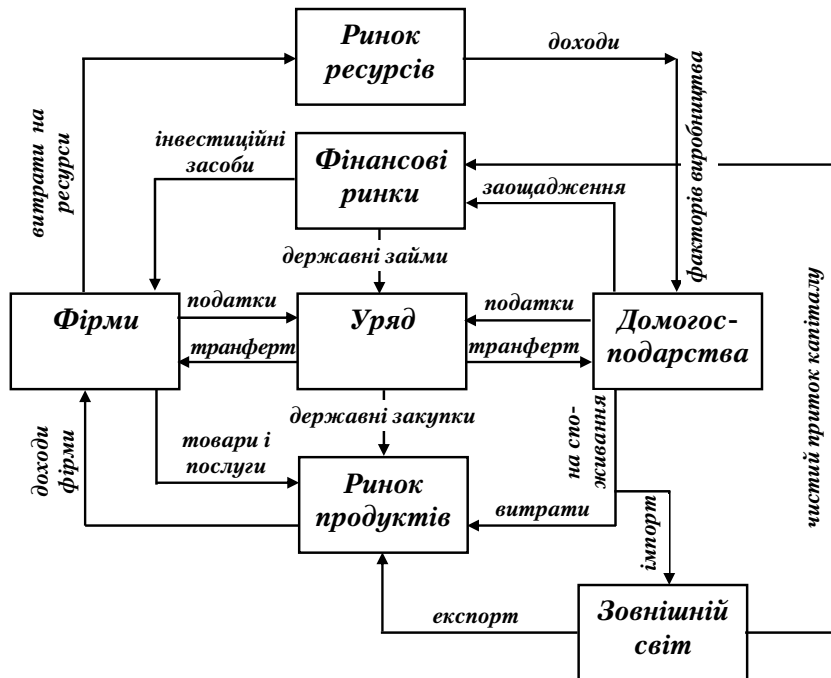 Ринок
ресурсів
доходи
факторів виробництва
витрати на
ресурси
інвестиційні
засоби
Фінансові
ринки
заощадження
державні займи
Фірми
податки
Уряд
податки
Домогос-
подарства
транферт
транферт
чистий приток капіталу
державні закупки
доходи
фірми
товари і
послуги
Ринок
продуктів
на спо-
живання
витрати
імпорт
експорт
Зовнішній
світ